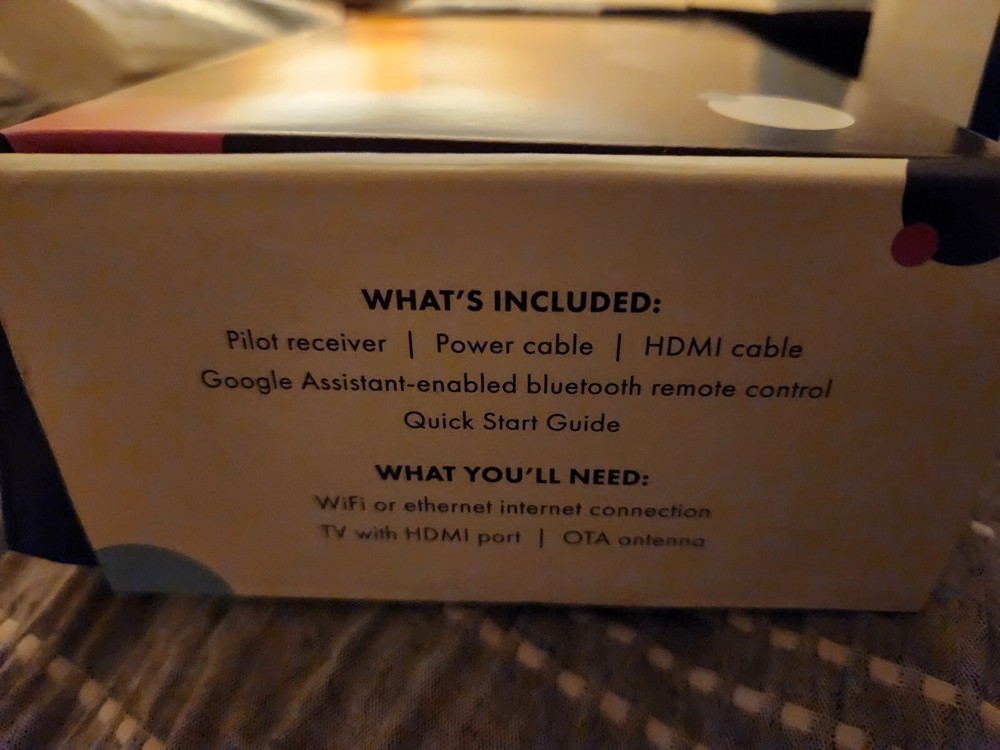 WHAT'S INCLUDED:
Pilot receiver | Power cable | HDMI cable
Google Assistant-enabled bluetooth remote control
Quick Start Guide
WHAT YOU'LL NEED:
WiFi or ethernet internet connection
TV with HDMI port | OTA antenna